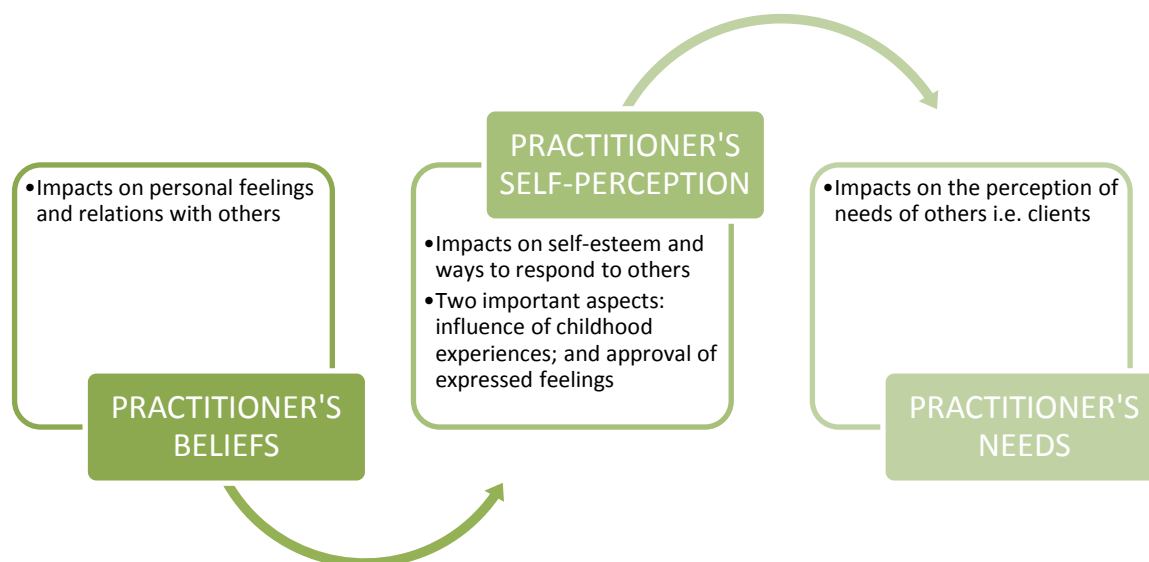 •Impacts on personal feelings
and relations with others
PRACTITIONER'S
BELIEFS
PRACTITIONER'S
SELF-PERCEPTION
•Impacts on self-esteem and
ways to respond to others
•Two important aspects:
influence of childhood
experiences; and approval of
expressed feelings
•Impacts on the perception of
needs of others i.e. clients
PRACTITIONER'S
NEEDS